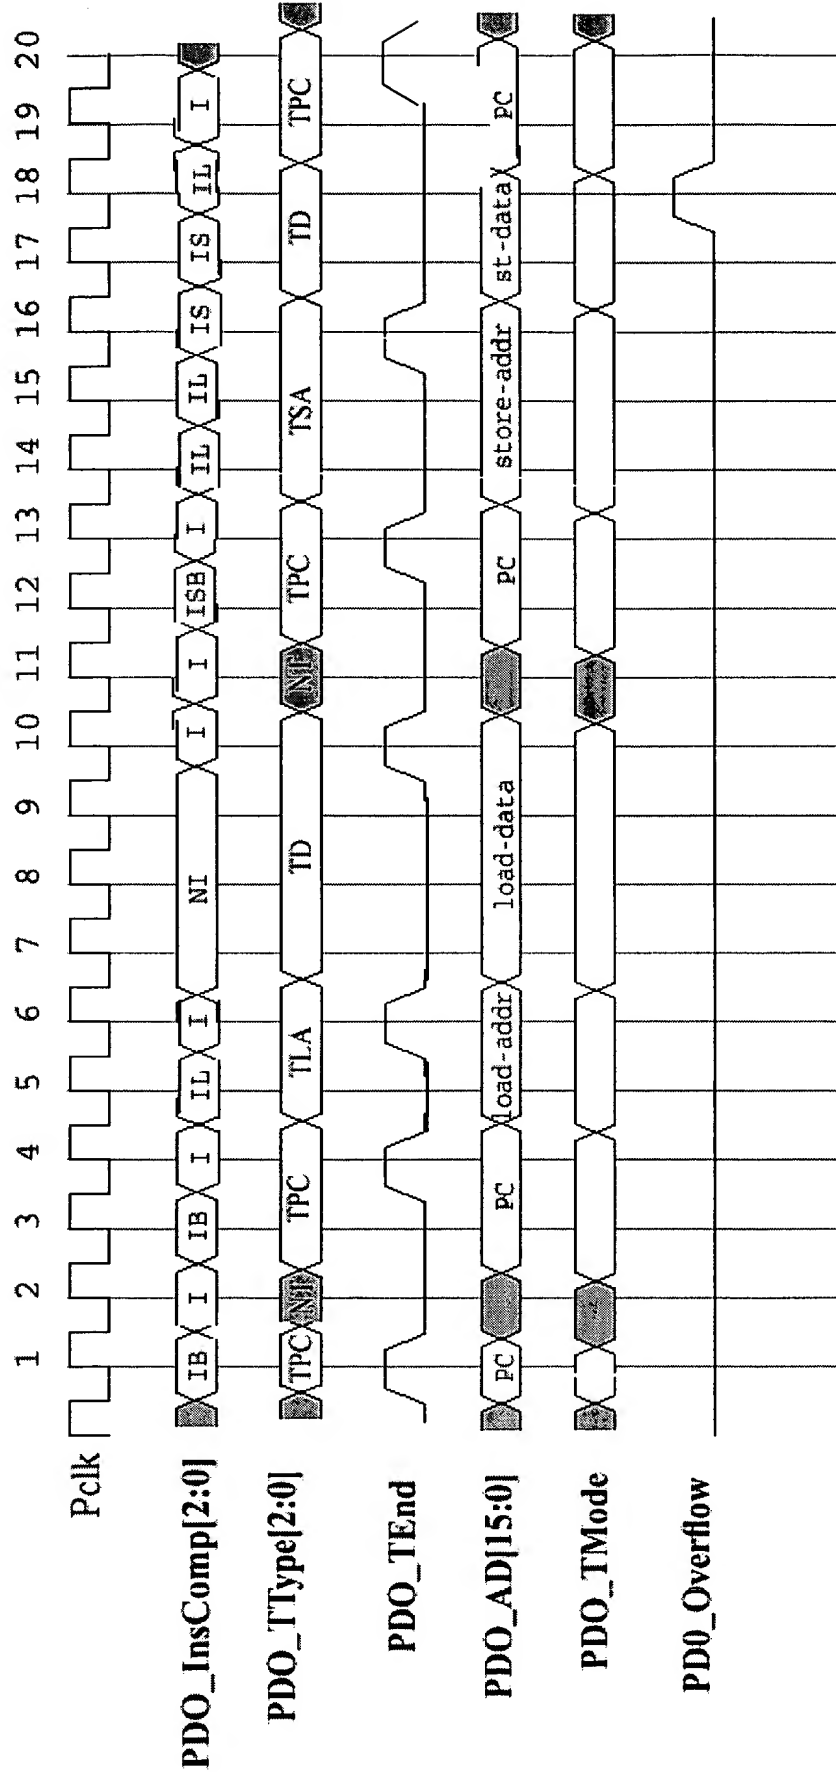 1 2 3 4 5 6 7 8 9 10 11 12 13 14 15 16 17 18 19 20
Pclk
PDO_InsComp[2:0] IB I IB I IL I NI I I ISB I IL IL IS IS IL I
PDO_TType[2:0] TPC NT TPC TLA TD NT TPC TSA TD TPC
PDO_TEnd
PDO_AD[15:0] PC PC load-addr load-data PC store-addr st-data PC
PDO_TMode
PD0_Overflow